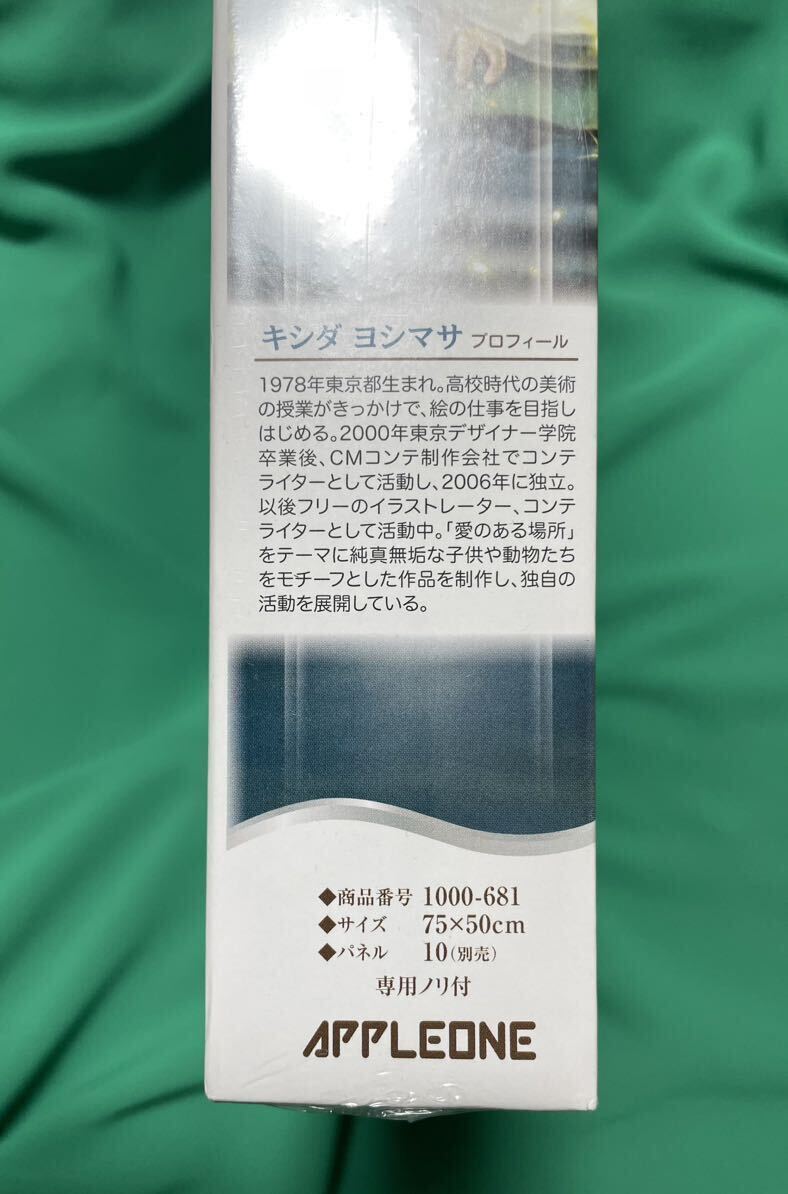 キシダ ヨシマサ プロフィール
1978年東京都生まれ。高校時代の美術
の授業がきっかけで、絵の仕事を目指し
はじめる。2000年東京デザイナー学院
卒業後、CMコンテ制作会社でコンテ
ライターとして活動し、2006年に独立。
以後フリーのイラストレーター、コンテ
ライターとして活動中。「愛のある場所」
をテーマに純真無垢な子供や動物たち
をモチーフとした作品を制作し、独自の
活動を展開している。
◆商品番号 1000-681
◆サイズ 75×50cm
◆パネル 10(別売)
専用ノリ付
APPLEONE